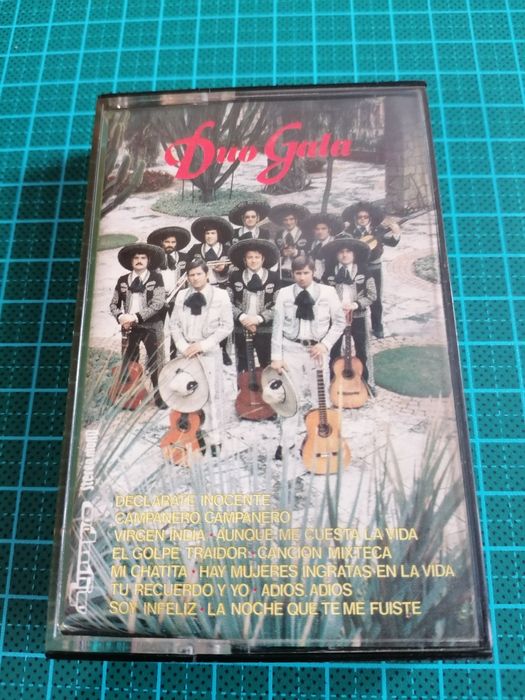 Duo Gala
DECLARATE INOCENTE
CAMPANERO CAMPANERO
VIRGEN INDIA · AUNQUE ME CUESTA LA VIDA
EL GOLPE TRAIDOR · CANCION MIXTECA
MI CHATITA · HAY MUJERES INGRATAS EN LA VIDA
TU RECUERDO Y YO · ADIOS ADIOS
SOY INFELIZ · LA NOCHE QUE TE ME FUISTE